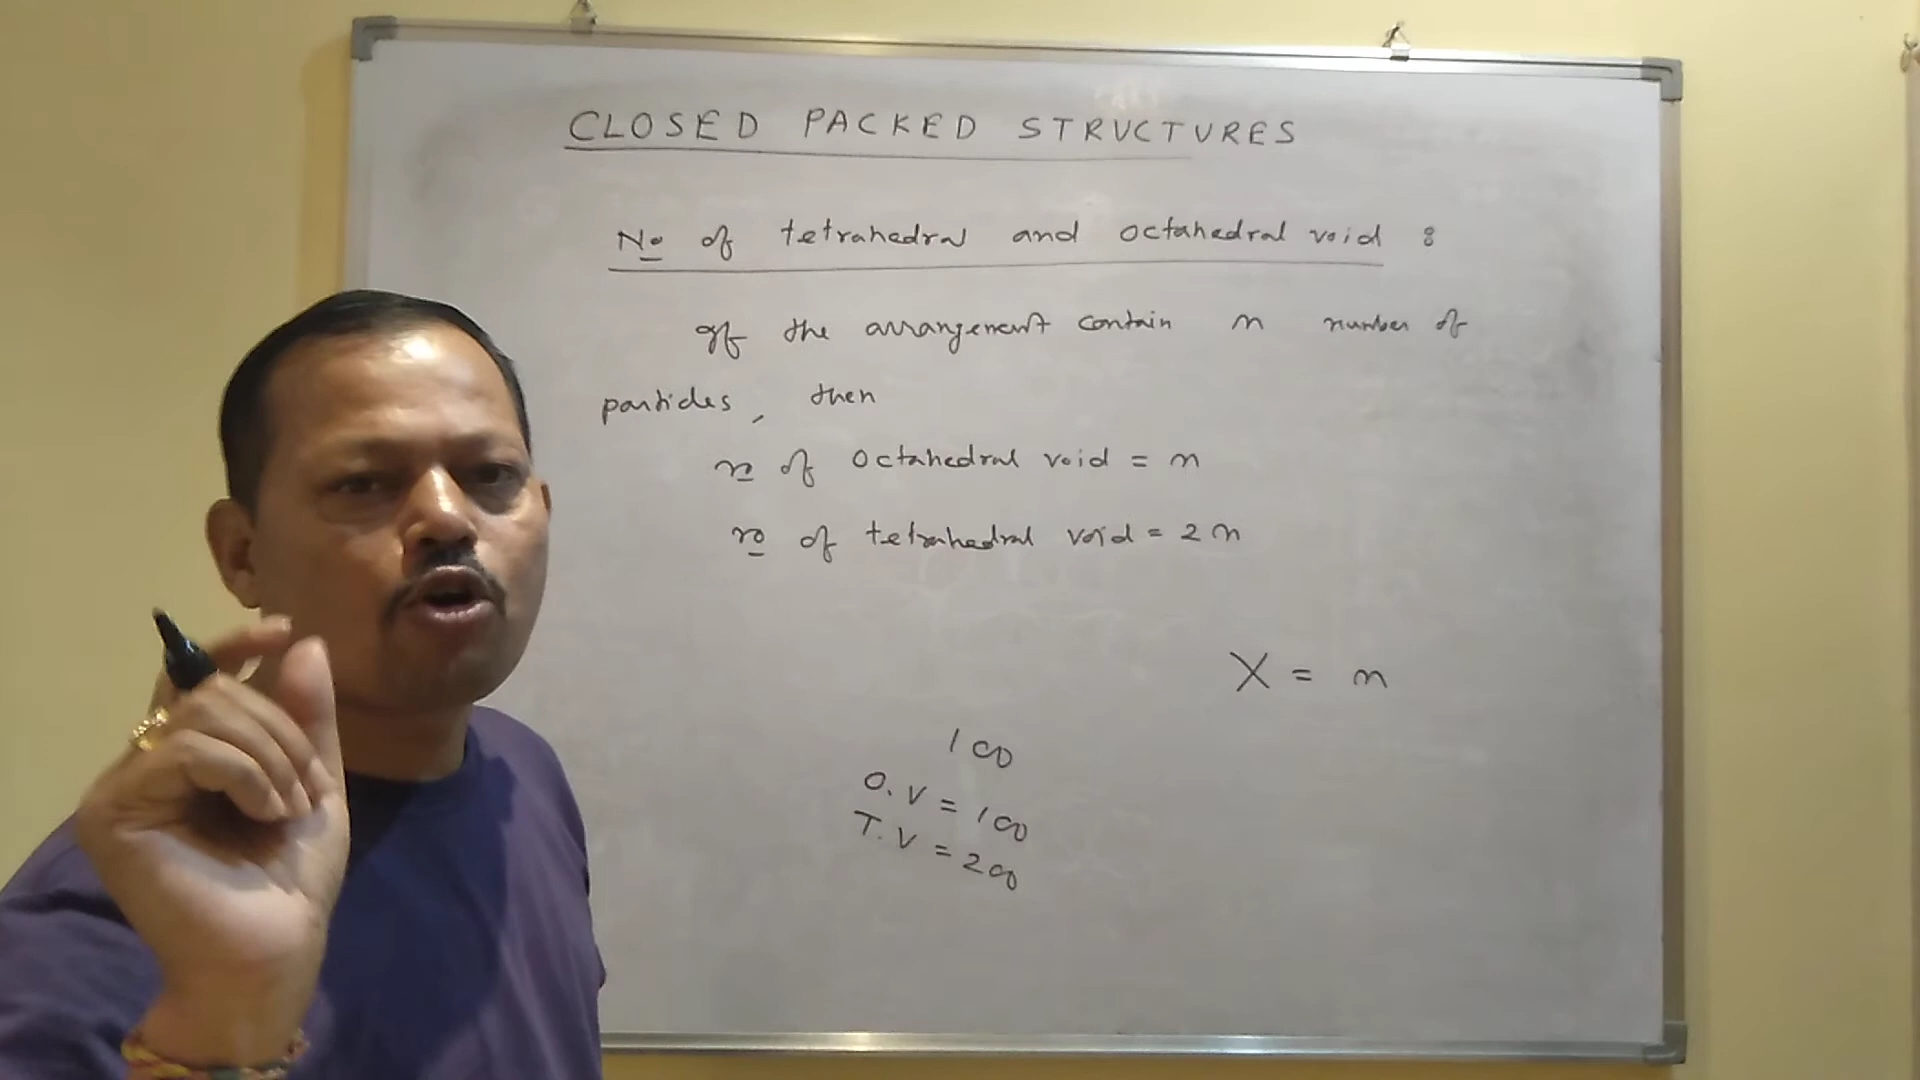 CLOSED PACKED STRUCTURES
No of tetrahedral and octahedral void :
If the arrangement contain n number of
particles, then
no of octahedral void = n
no of tetrahedral void = 2n
X = n
100
O.V = 100
T.V = 200